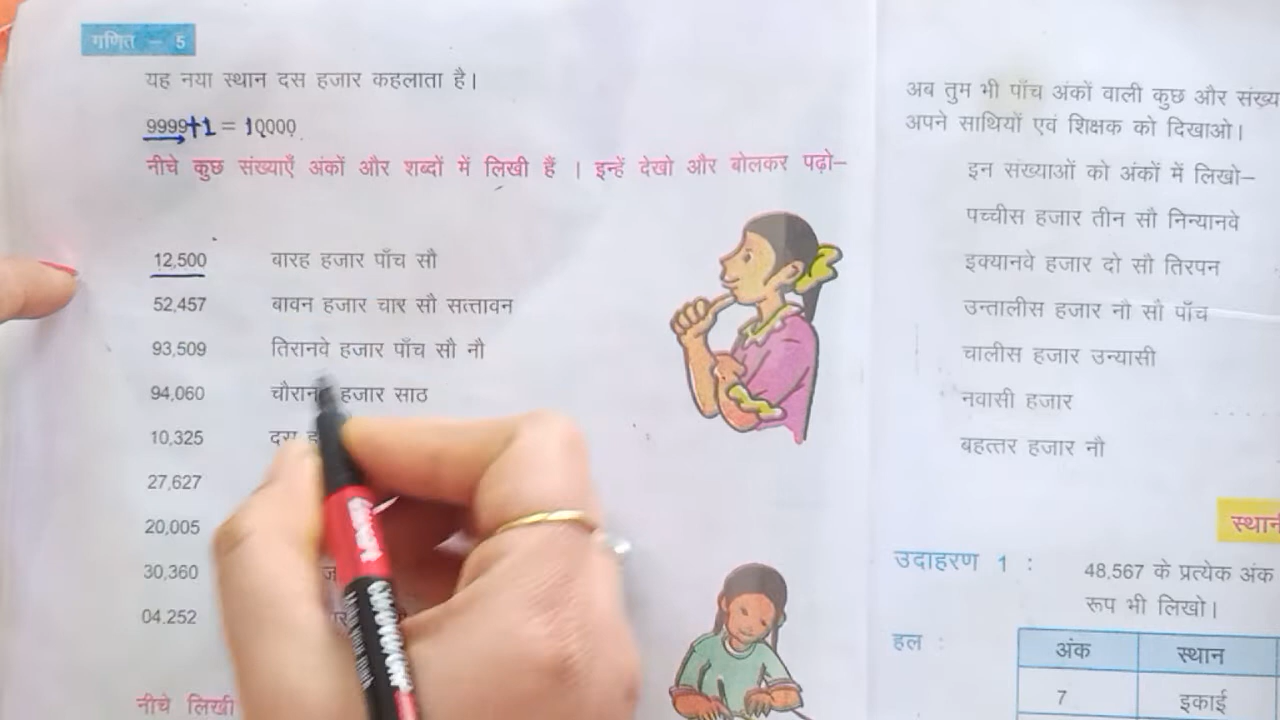 गणित – 5
यह नया स्थान दस हजार कहलाता है।
9999+1 = 10000
नीचे कुछ संख्याएँ अंकों और शब्दों में लिखी हैं । इन्हें देखो और बोलकर पढ़ो–
12,500 बारह हजार पाँच सौ
52,457 बावन हजार चार सौ सत्तावन
93,509 तिरानवे हजार पाँच सौ नौ
94,060 हजार साठ
10,325 दस
27,627
20,005
30,360
04.252
नीचे लिखी
अब तुम भी पाँच अंकों वाली कुछ और
अपने साथियों एवं शिक्षक को दिखाओ।
इन संख्याओं को अंकों में लिखो–
पच्चीस हजार तीन सौ निन्यानवे
इक्यानवे हजार दो सौ तिरपन
उन्तालीस हजार नौ सौ पाँच
चालीस हजार उन्यासी
नवासी हजार
बहत्तर हजार नौ
उदाहरण 1 : 48,567 के प्रत्येक अंक
रूप भी लिखो।
हल :
अंक स्थान
7 इकाई